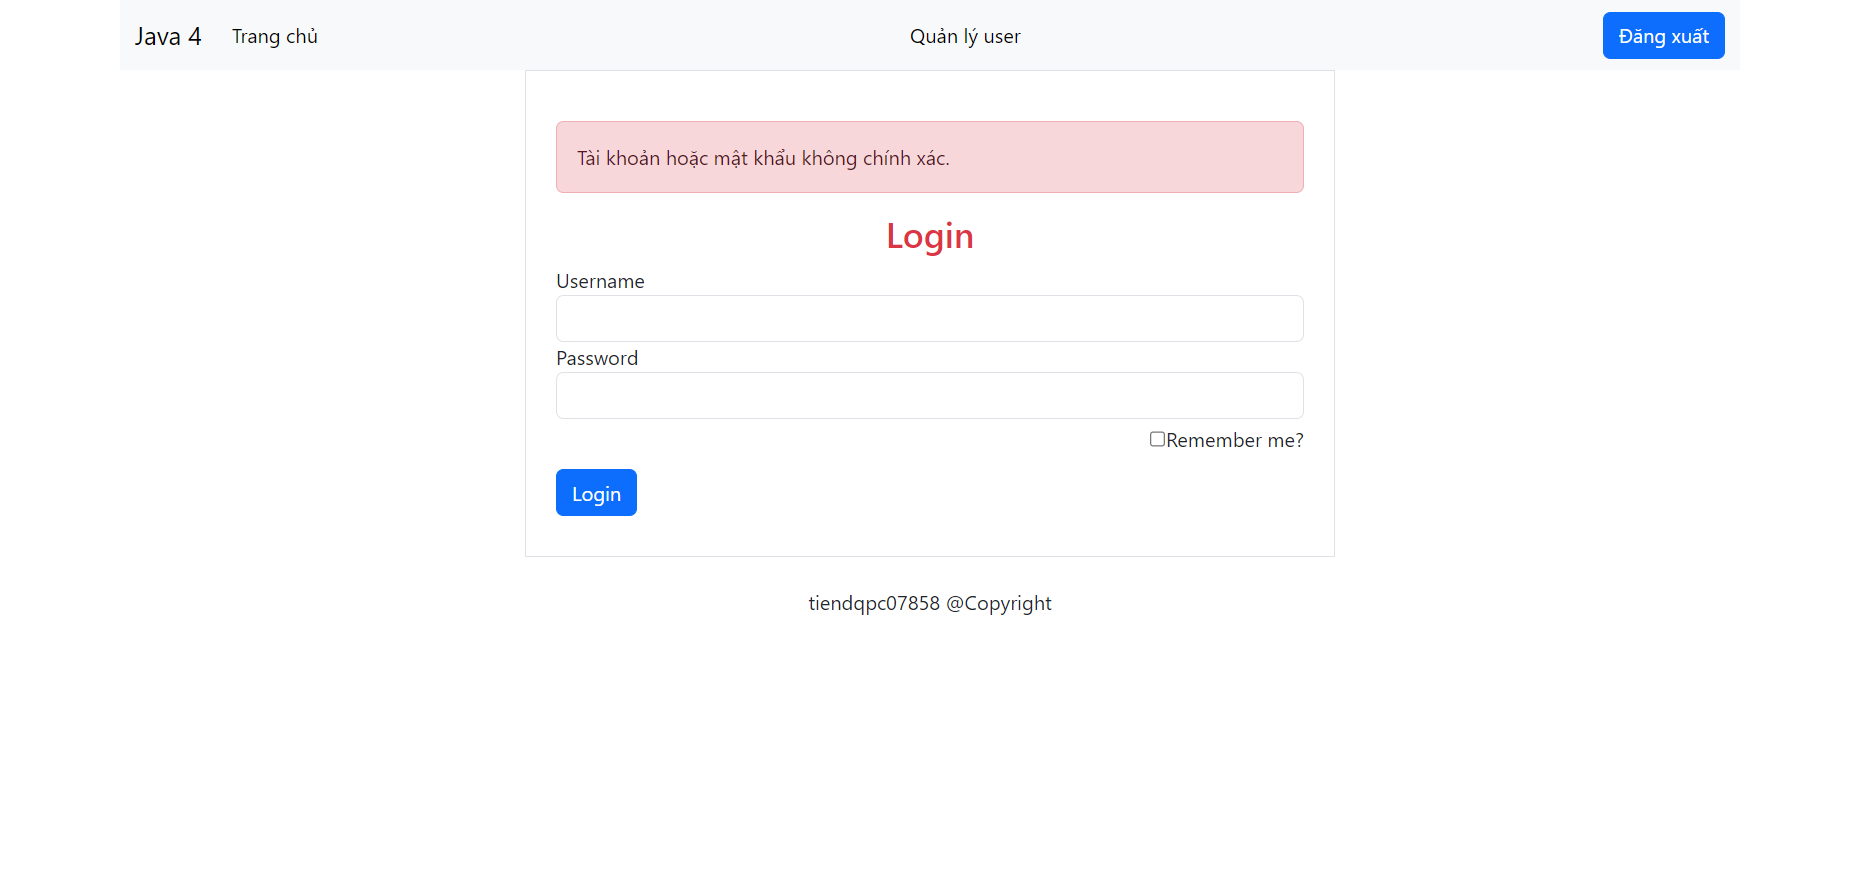 Java 4 Trang chủ Quản lý user Đăng xuất
Tài khoản hoặc mật khẩu không chính xác.
Login
Username
Password
Remember me?
Login
tiendqpc07858 @Copyright